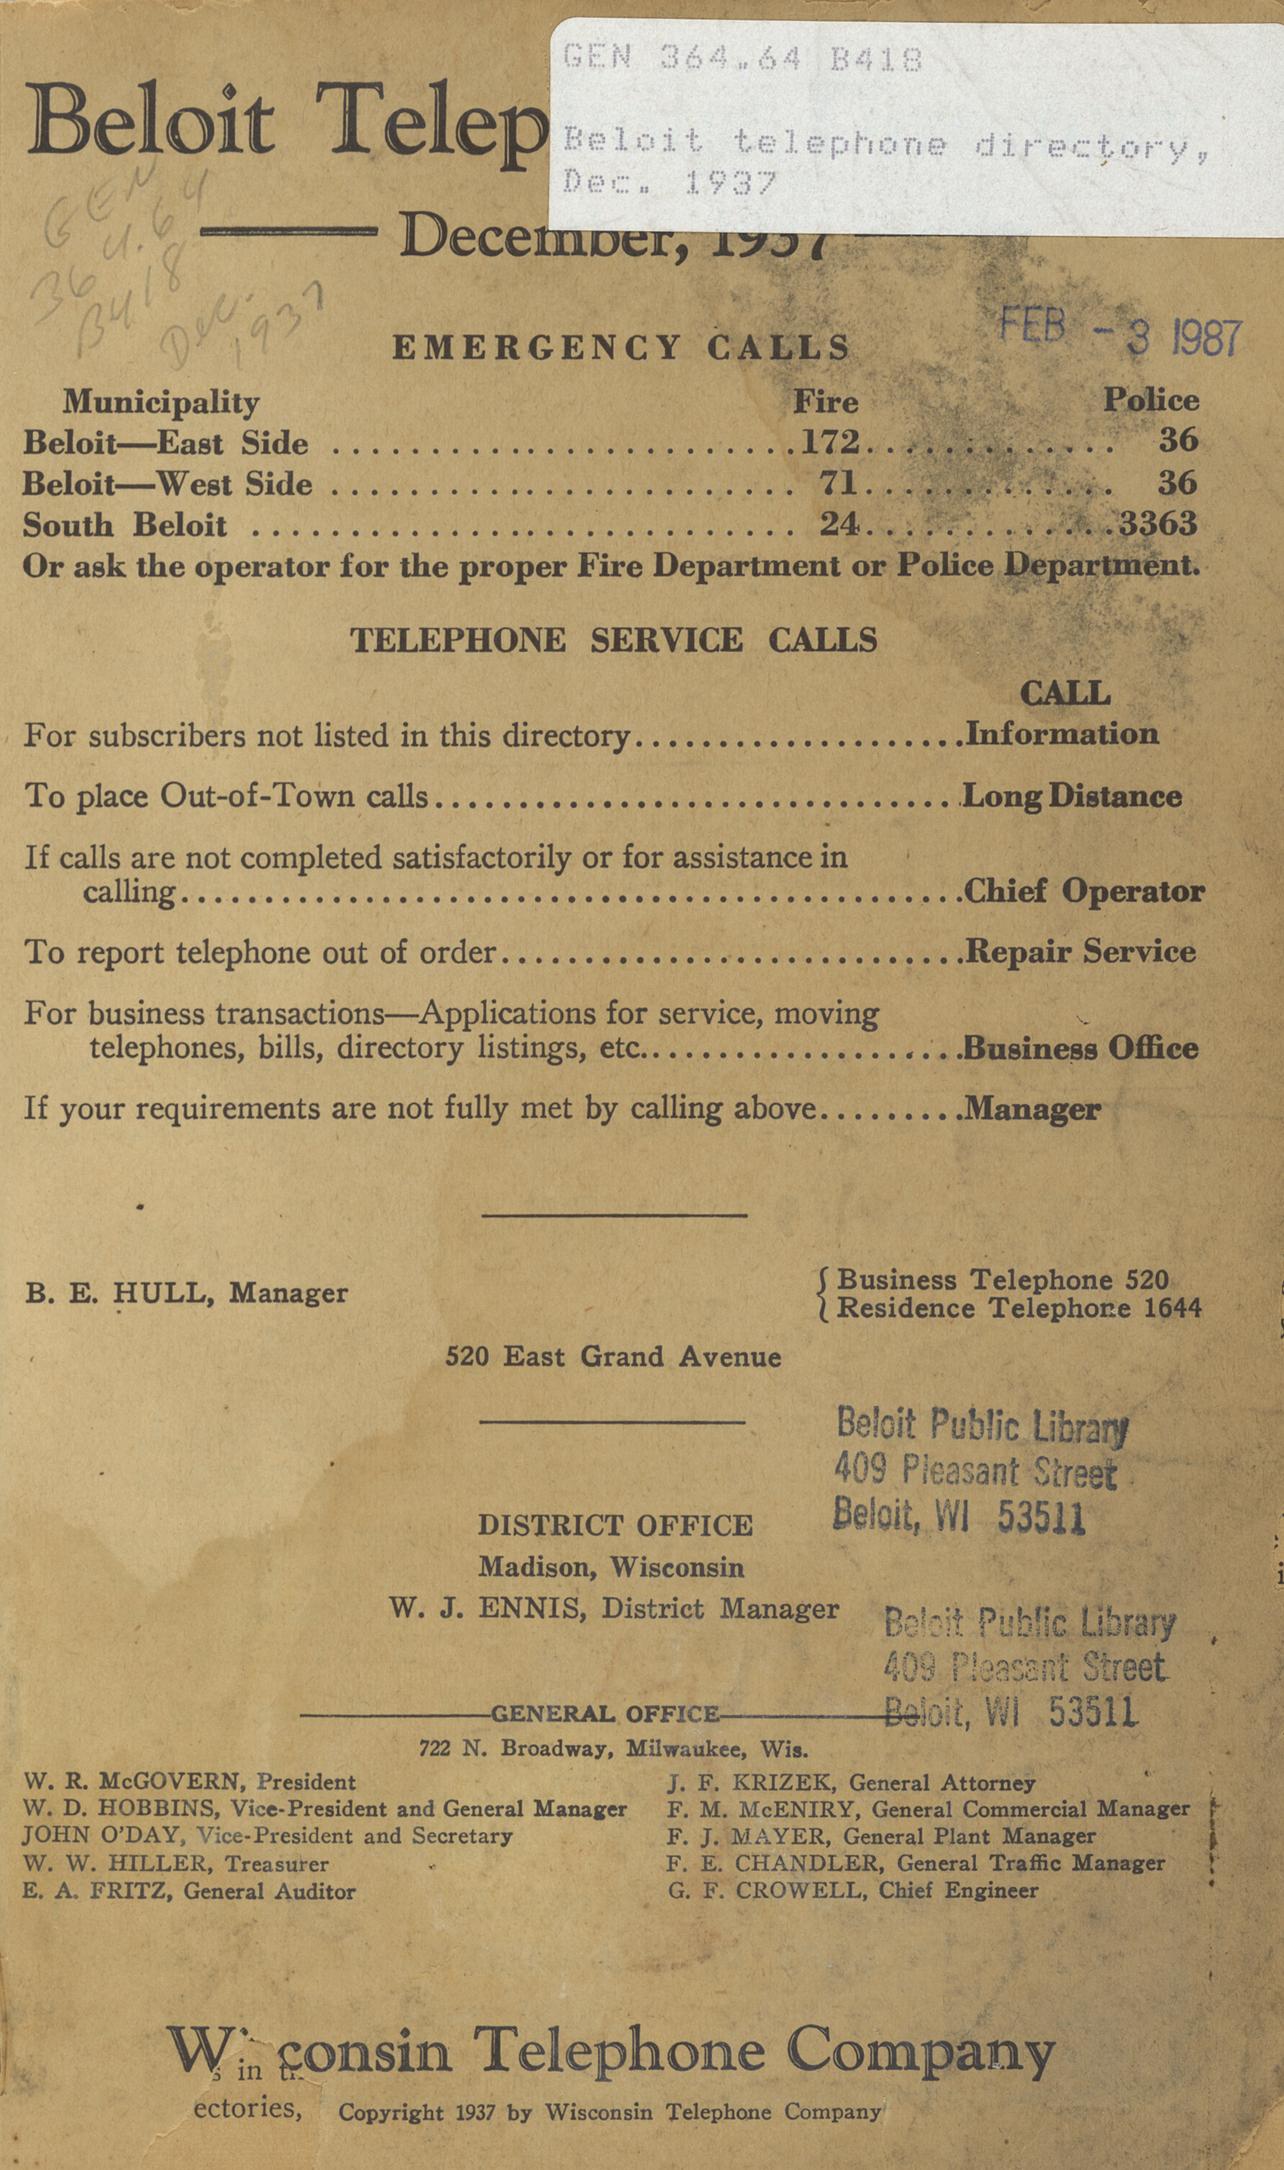 GEN 364.64 B418
Beloit telephone directory,
Dec. 1937
Beloit Telep
December, 1937
GEN
364.64
B418
Dec.
1937
FEB - 3 1987
EMERGENCY CALLS
Municipality Fire Police
Beloit—East Side ........................172............. 36
Beloit—West Side ........................ 71............. 36
South Beloit ............................ 24.............3363
Or ask the operator for the proper Fire Department or Police Department.
TELEPHONE SERVICE CALLS
CALL
For subscribers not listed in this directory....................Information
To place Out-of-Town calls................................Long Distance
If calls are not completed satisfactorily or for assistance in
calling................................................Chief Operator
To report telephone out of order............................Repair Service
For business transactions—Applications for service, moving
telephones, bills, directory listings, etc....................Business Office
If your requirements are not fully met by calling above.........Manager
B. E. HULL, Manager
{ Business Telephone 520
Residence Telephone 1644
520 East Grand Avenue
Beloit Public Library
409 Pleasant Street
Beloit, WI 53511
DISTRICT OFFICE
Madison, Wisconsin
W. J. ENNIS, District Manager
Beloit Public Library
409 Pleasant Street
Beloit, WI 53511
GENERAL OFFICE
722 N. Broadway, Milwaukee, Wis.
W. R. McGOVERN, President
W. D. HOBBINS, Vice-President and General Manager
JOHN O'DAY, Vice-President and Secretary
W. W. HILLER, Treasurer
E. A. FRITZ, General Auditor
J. F. KRIZEK, General Attorney
F. M. McENIRY, General Commercial Manager
F. J. MAYER, General Plant Manager
F. E. CHANDLER, General Traffic Manager
G. F. CROWELL, Chief Engineer
Wisconsin Telephone Company
in
ectories, Copyright 1937 by Wisconsin Telephone Company